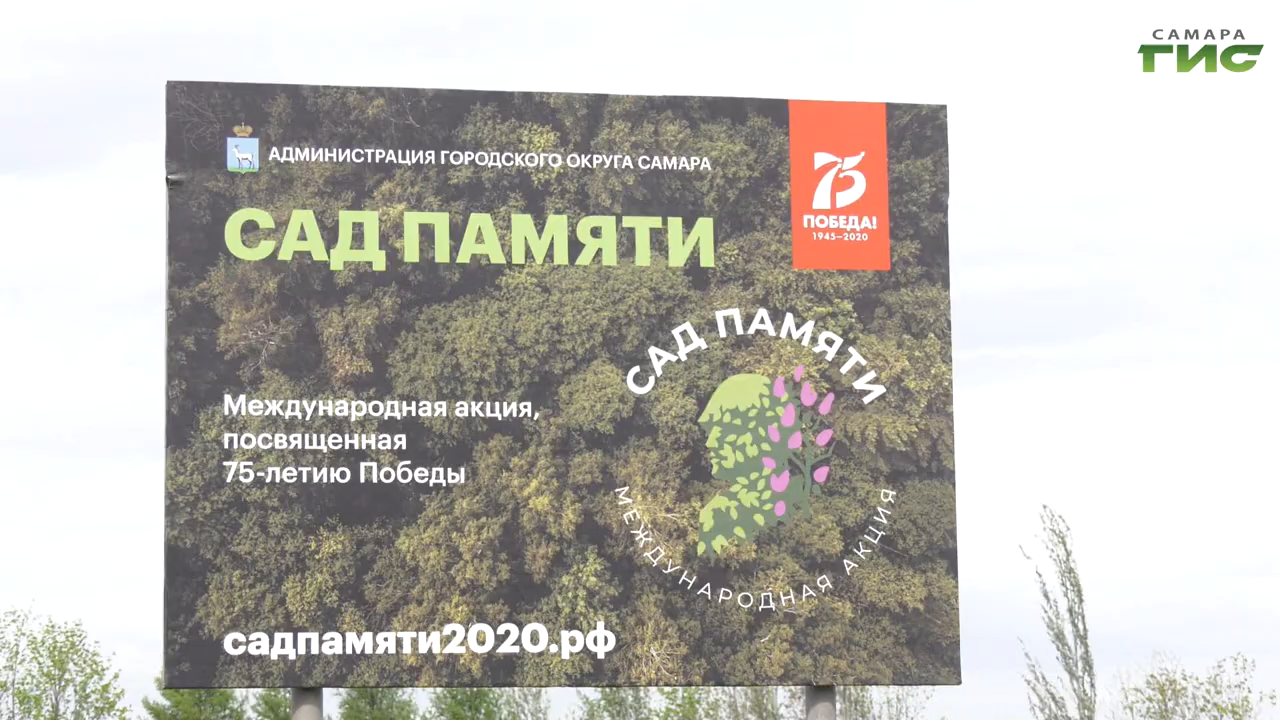 САМАРА
ГИС
АДМИНИСТРАЦИЯ ГОРОДСКОГО ОКРУГА САМАРА
САД ПАМЯТИ
75
ПОБЕДА!
1945–2020
САД ПАМЯТИ
МЕЖДУНАРОДНАЯ АКЦИЯ
Международная акция,
посвященная
75-летию Победы
садпамяти2020.рф